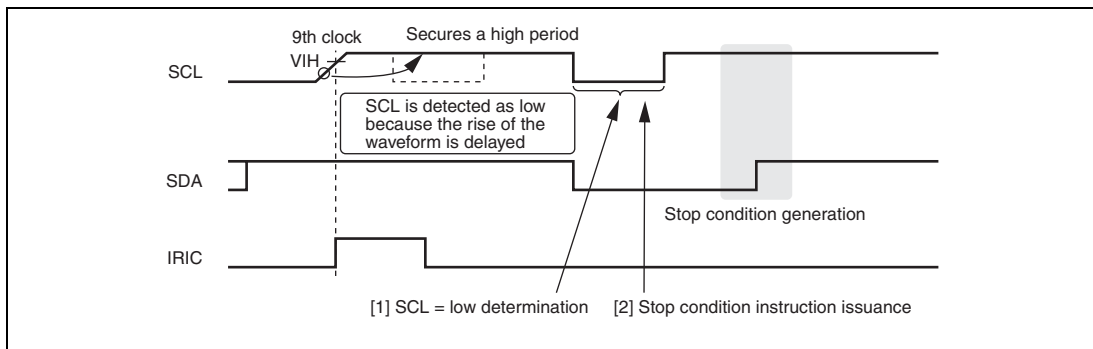 9th clock
Secures a high period
VIH
SCL
SCL is detected as low
because the rise of the
waveform is delayed
SDA
Stop condition generation
IRIC
[1] SCL = low determination
[2] Stop condition instruction issuance